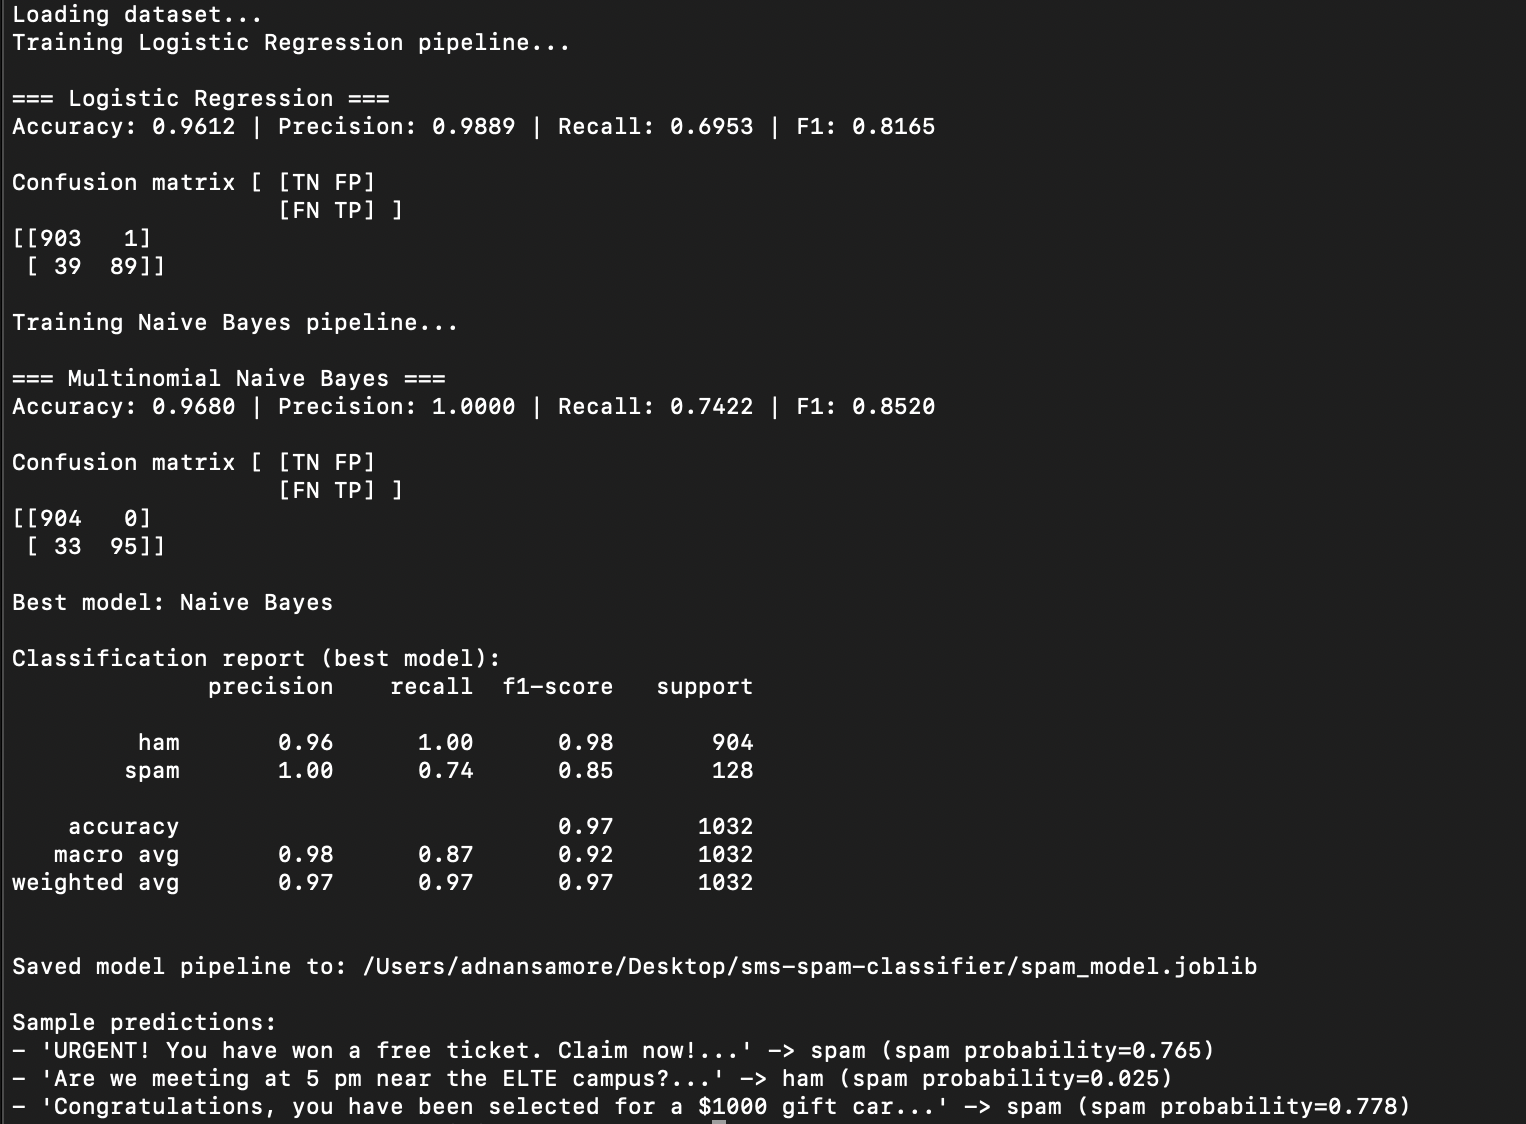 Loading dataset...
Training Logistic Regression pipeline...
=== Logistic Regression ===
Accuracy: 0.9612 | Precision: 0.9889 | Recall: 0.6953 | F1: 0.8165
Confusion matrix [ [TN FP]
                   [FN TP] ]
[[903   1]
 [ 39  89]]
Training Naive Bayes pipeline...
=== Multinomial Naive Bayes ===
Accuracy: 0.9680 | Precision: 1.0000 | Recall: 0.7422 | F1: 0.8520
Confusion matrix [ [TN FP]
                   [FN TP] ]
[[904   0]
 [ 33  95]]
Best model: Naive Bayes
Classification report (best model):
              precision    recall  f1-score   support
         ham       0.96      1.00      0.98       904
        spam       1.00      0.74      0.85       128
    accuracy                           0.97      1032
   macro avg       0.98      0.87      0.92      1032
weighted avg       0.97      0.97      0.97      1032
Saved model pipeline to: /Users/adnansamore/Desktop/sms-spam-classifier/spam_model.joblib
Sample predictions:
- 'URGENT! You have won a free ticket. Claim now!...' -> spam (spam probability=0.765)
- 'Are we meeting at 5 pm near the ELTE campus?...' -> ham (spam probability=0.025)
- 'Congratulations, you have been selected for a $1000 gift car...' -> spam (spam probability=0.778)